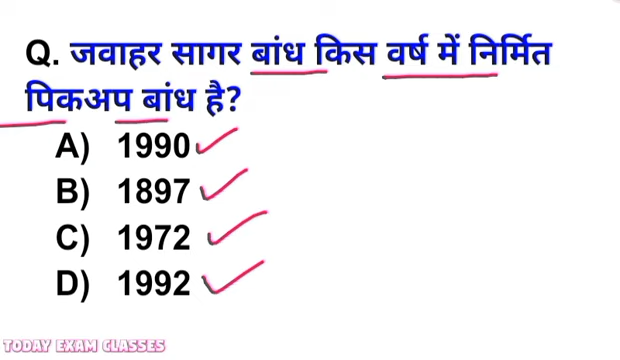 Q. जवाहर सागर बांध किस वर्ष में निर्मित
पिकअप बांध है?
A) 1990
B) 1897
C) 1972
D) 1992
TODAY EXAM CLASSES